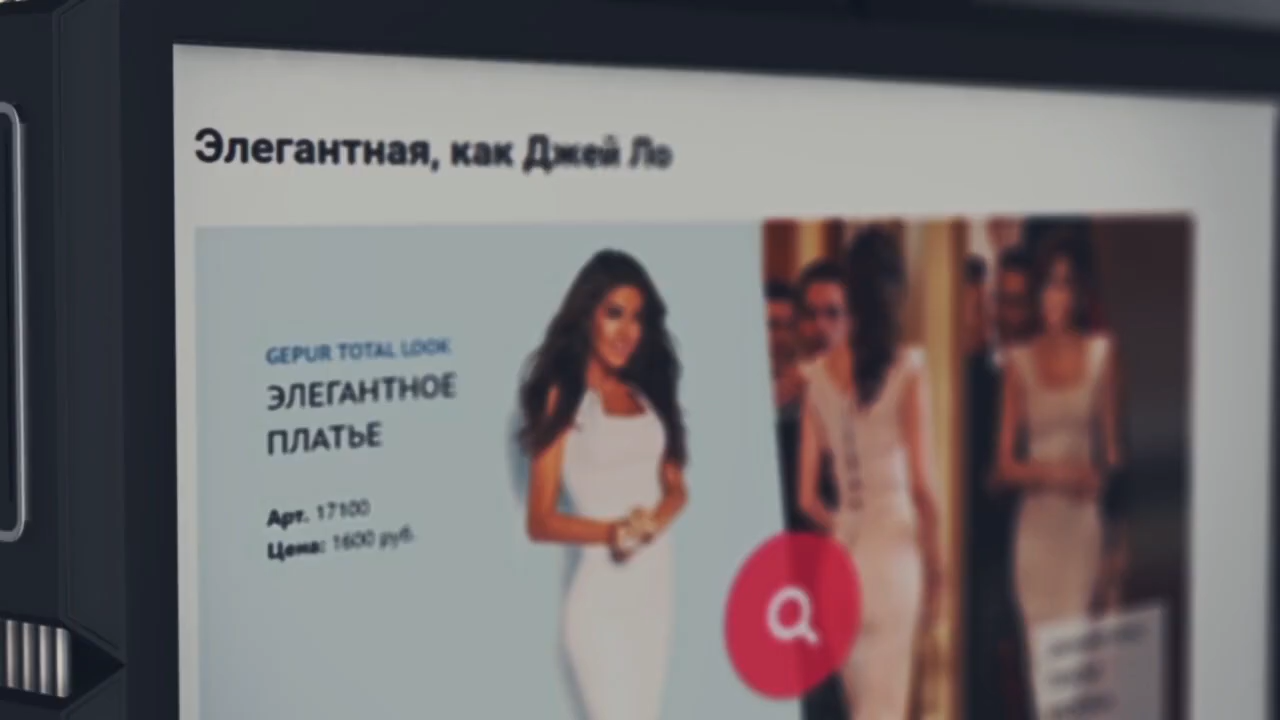 Элегантная, как Джей Ло
GEPUR TOTAL LOOK
ЭЛЕГАНТНОЕ
ПЛАТЬЕ
Арт. 17100
Цена: 1600 руб.